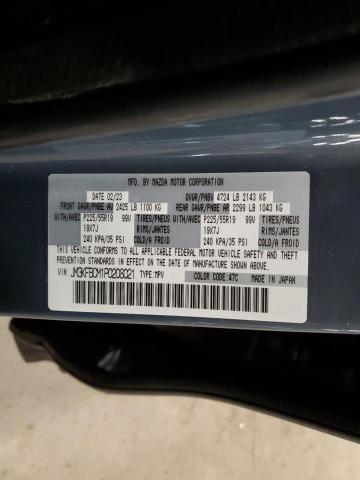 MFD. BY MAZDA MOTOR CORPORATION
DATE 02/23 GVWR/PNBV 4724 LB 2143 KG
FRONT GAWR/PNBE AV 2425 LB 1100 KG REAR GAWR/PNBE AR 2299 LB 1043 KG
WITH/AVEC P225/55R19 99V TIRES/PNEUS WITH/AVEC P225/55R19 99V TIRES/PNEUS
19X7J RIMS/JANTES 19X7J RIMS/JANTES
240 KPA/35 PSI COLD/A FROID 240 KPA/35 PSI COLD/A FROID
THIS VEHICLE CONFORMS TO ALL APPLICABLE FEDERAL MOTOR VEHICLE SAFETY
AND THEFT PREVENTION STANDARDS IN EFFECT ON THE DATE OF MANUFACTURE
SHOWN ABOVE.
VIN: JM3KFBCM1P0208021 TYPE:MPV
COLOR CODE:47C MADE IN JAPAN